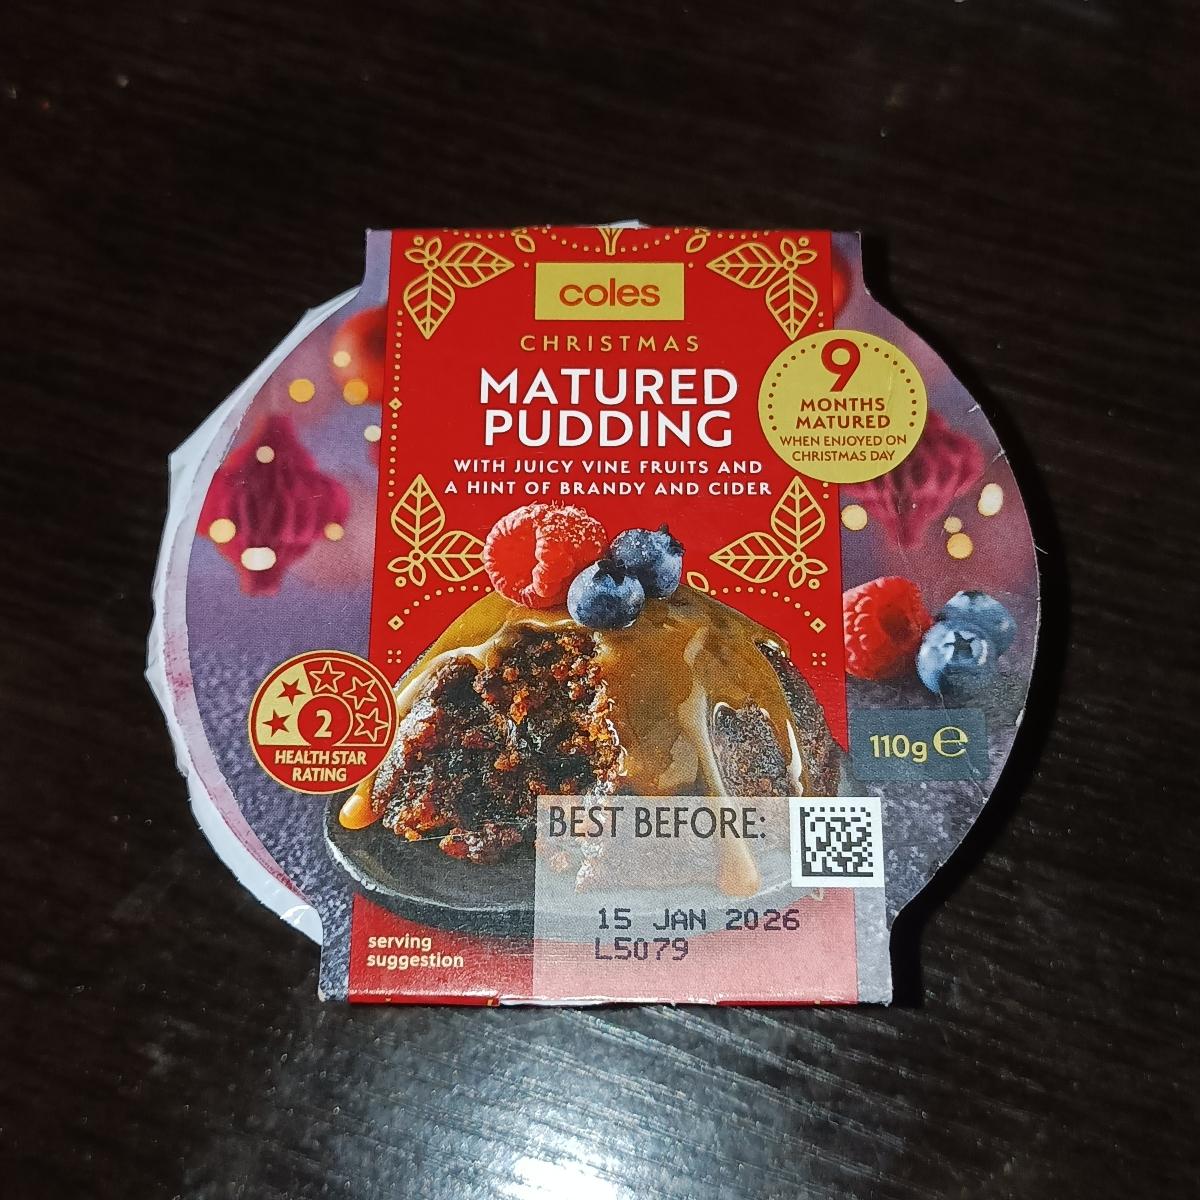 coles
CHRISTMAS
MATURED
PUDDING
WITH JUICY VINE FRUITS AND
A HINT OF BRANDY AND CIDER
9
MONTHS
MATURED
WHEN ENJOYED ON
CHRISTMAS DAY
2
HEALTH STAR
RATING
110g ℮
BEST BEFORE:
15 JAN 2026
L5079
serving
suggestion